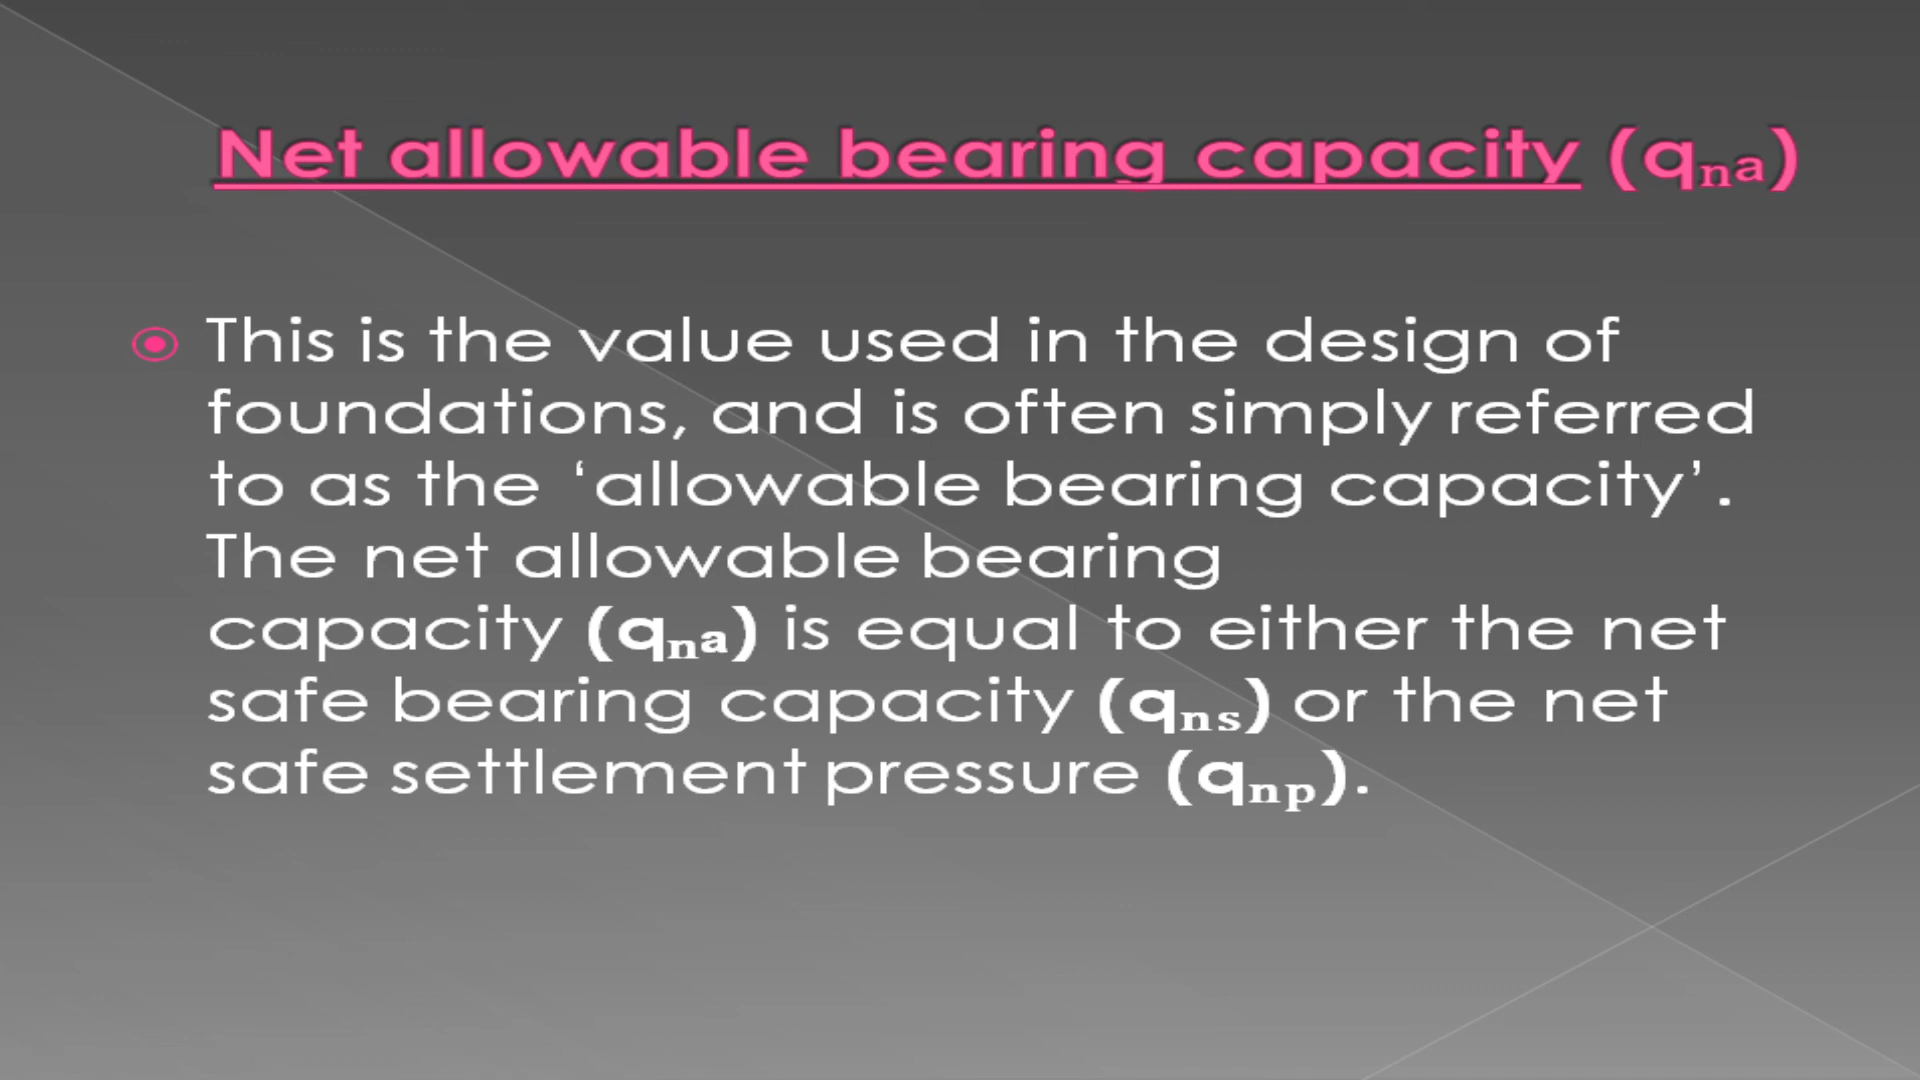 Net allowable bearing capacity (qna)
This is the value used in the design of
foundations, and is often simply referred
to as the ‘allowable bearing capacity’.
The net allowable bearing
capacity (qna) is equal to either the net
safe bearing capacity (qns) or the net
safe settlement pressure (qnp).